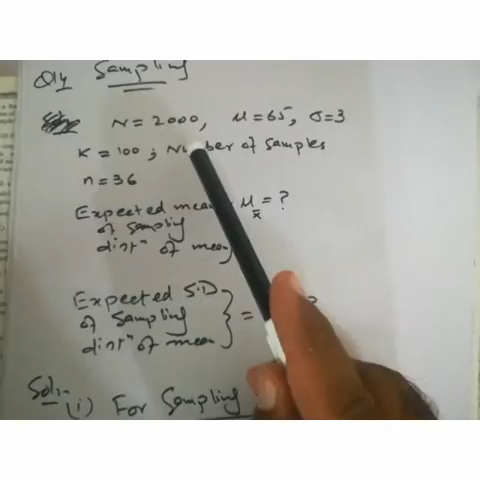 Q14 Sampling
N = 2000, μ = 65, σ = 3
K = 100 ; Number of samples
n = 36
Expected mean μx̄ = ?
of sampling
distⁿ of mean
Expected S.D
of Sampling } = ?
distⁿ of mean
Soln:
(i) For Sampling